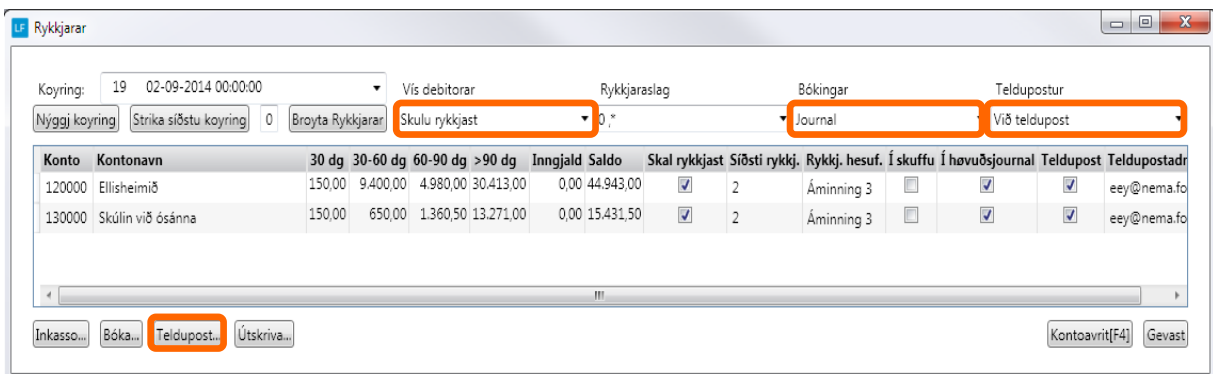 LF Rykkjarar
Koyring: 19 02-09-2014 00:00:00 Vís debitorar Rykkjaraslag Bókingar Teldupostur
Nýggj koyring Strika síðstu koyring 0 Broyta Rykkjarar Skulu rykkjast 0 ,* Journal Við teldupost
Konto Kontonavn 30 dg 30-60 dg 60-90 dg >90 dg Inngjald Saldo Skal rykkjast Síðsti rykkj. Rykkj. hesuf. Í skuffu Í høvuðsjournal Teldupost Teldupostadr
120000 Ellisheimið 150,00 9.400,00 4.980,00 30.413,00 0,00 44.943,00 2 Áminning 3 eey@nema.fo
130000 Skúlin við ósánna 150,00 650,00 1.360,50 13.271,00 0,00 15.431,50 2 Áminning 3 eey@nema.fo
Inkasso... Bóka... Teldupost... Útskriva... Kontoavrit[F4] Gevast